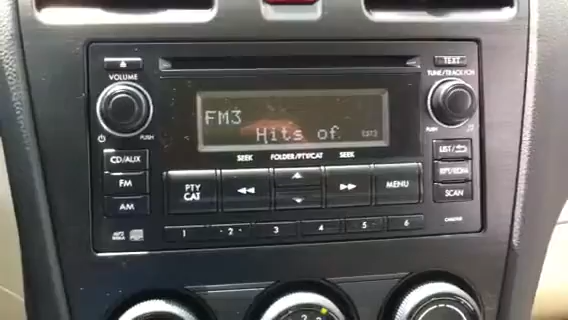 TEXT
VOLUME
TUNE/TRACK/CH
FM3
Hits of
PUSH
PUSH
SEEK FOLDER/PTY/CAT SEEK
CD/AUX
FM
AM
PTY
CAT
MENU
LIST/
RPT/RDM
SCAN
1 - 2 - 3 4 5 - 6